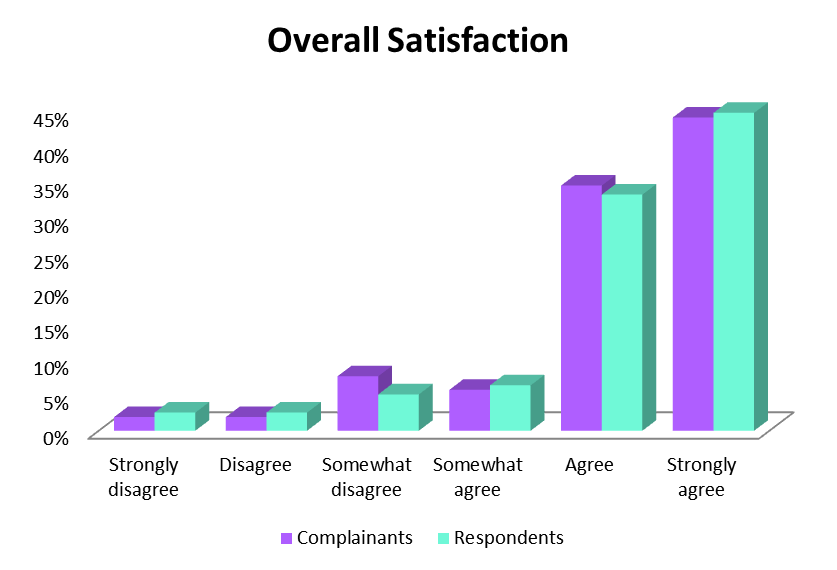 Overall Satisfaction
45%
40%
35%
30%
25%
20%
15%
10%
5%
0%
Strongly
disagree
Disagree
Somewhat
disagree
Somewhat
agree
Agree
Strongly
agree
Complainants
Respondents